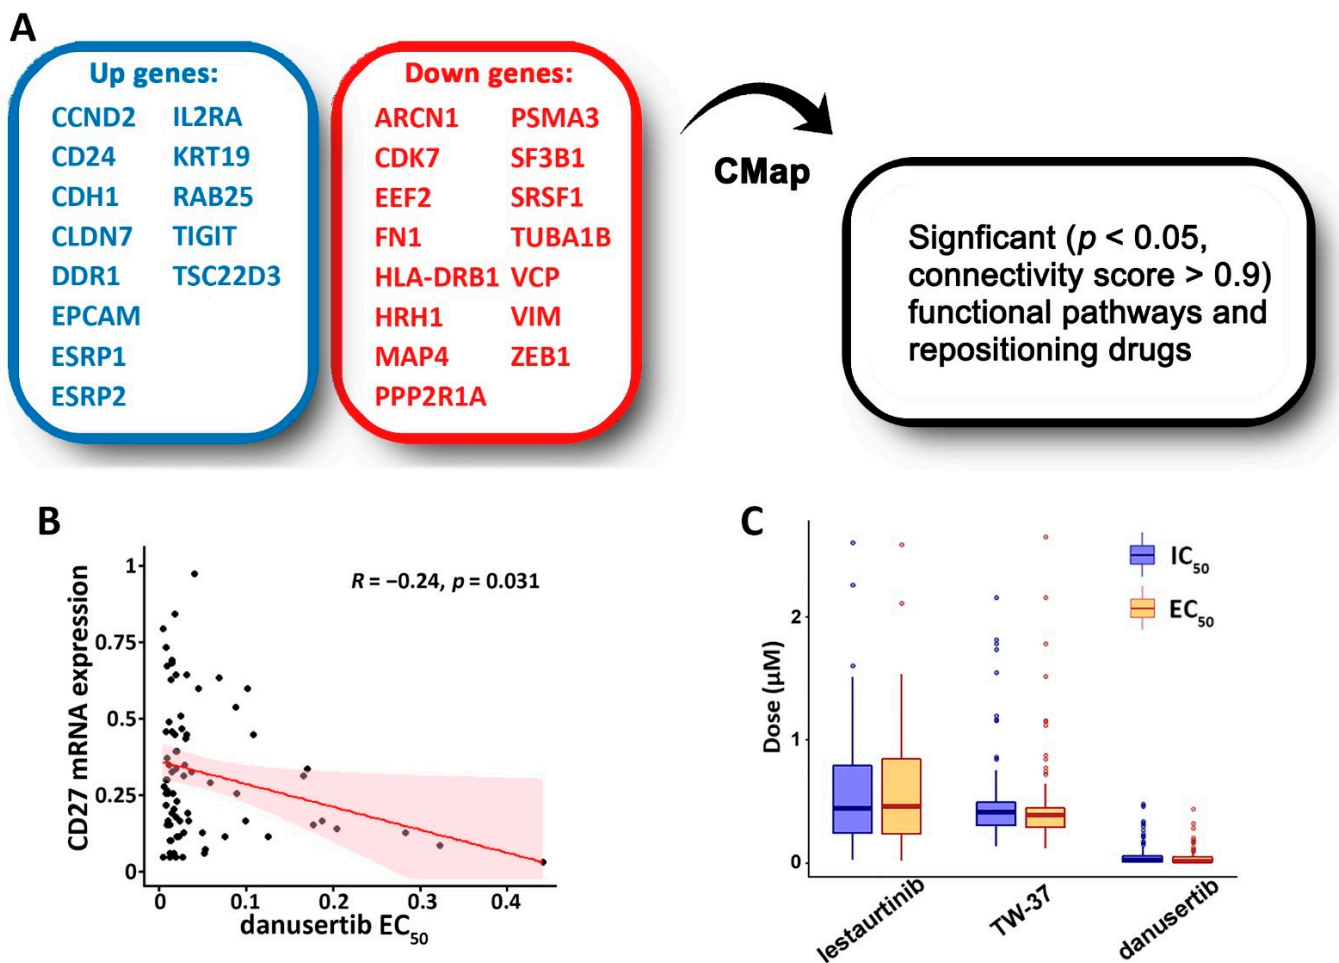 A
Up genes:
CCND2 IL2RA
CD24 KRT19
CDH1 RAB25
CLDN7 TIGIT
DDR1 TSC22D3
EPCAM
ESRP1
ESRP2
Down genes:
ARCN1 PSMA3
CDK7 SF3B1
EEF2 SRSF1
FN1 TUBA1B
HLA-DRB1 VCP
HRH1 VIM
MAP4 ZEB1
PPP2R1A
CMap
Signficant (p < 0.05,
connectivity score > 0.9)
functional pathways and
repositioning drugs
B
R = −0.24, p = 0.031
CD27 mRNA expression
1
0.75
0.5
0.25
0
0 0.1 0.2 0.3 0.4
danusertib EC50
C
IC50
EC50
Dose (µM)
2
1
0
lestaurtinib
TW-37
danusertib